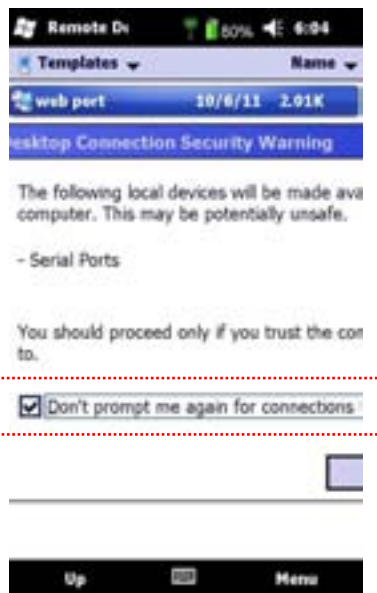 Remote De 80% 6:04
Templates Name
web port 10/6/11 2.01K
esktop Connection Security Warning
The following local devices will be made ava
computer. This may be potentially unsafe.
- Serial Ports
You should proceed only if you trust the con
to.
Don't prompt me again for connections
Up Menu